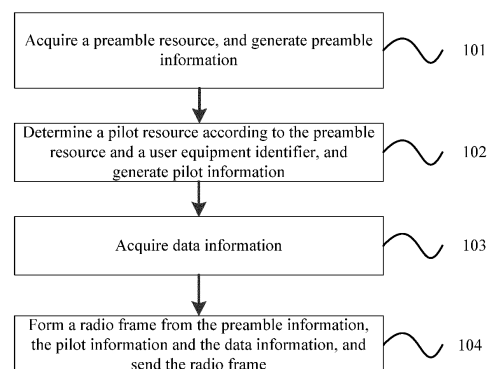 Acquire a preamble resource, and generate preamble
information
101
Determine a pilot resource according to the preamble
resource and a user equipment identifier, and
generate pilot information
102
Acquire data information
103
Form a radio frame from the preamble information,
the pilot information and the data information, and
send the radio frame
104